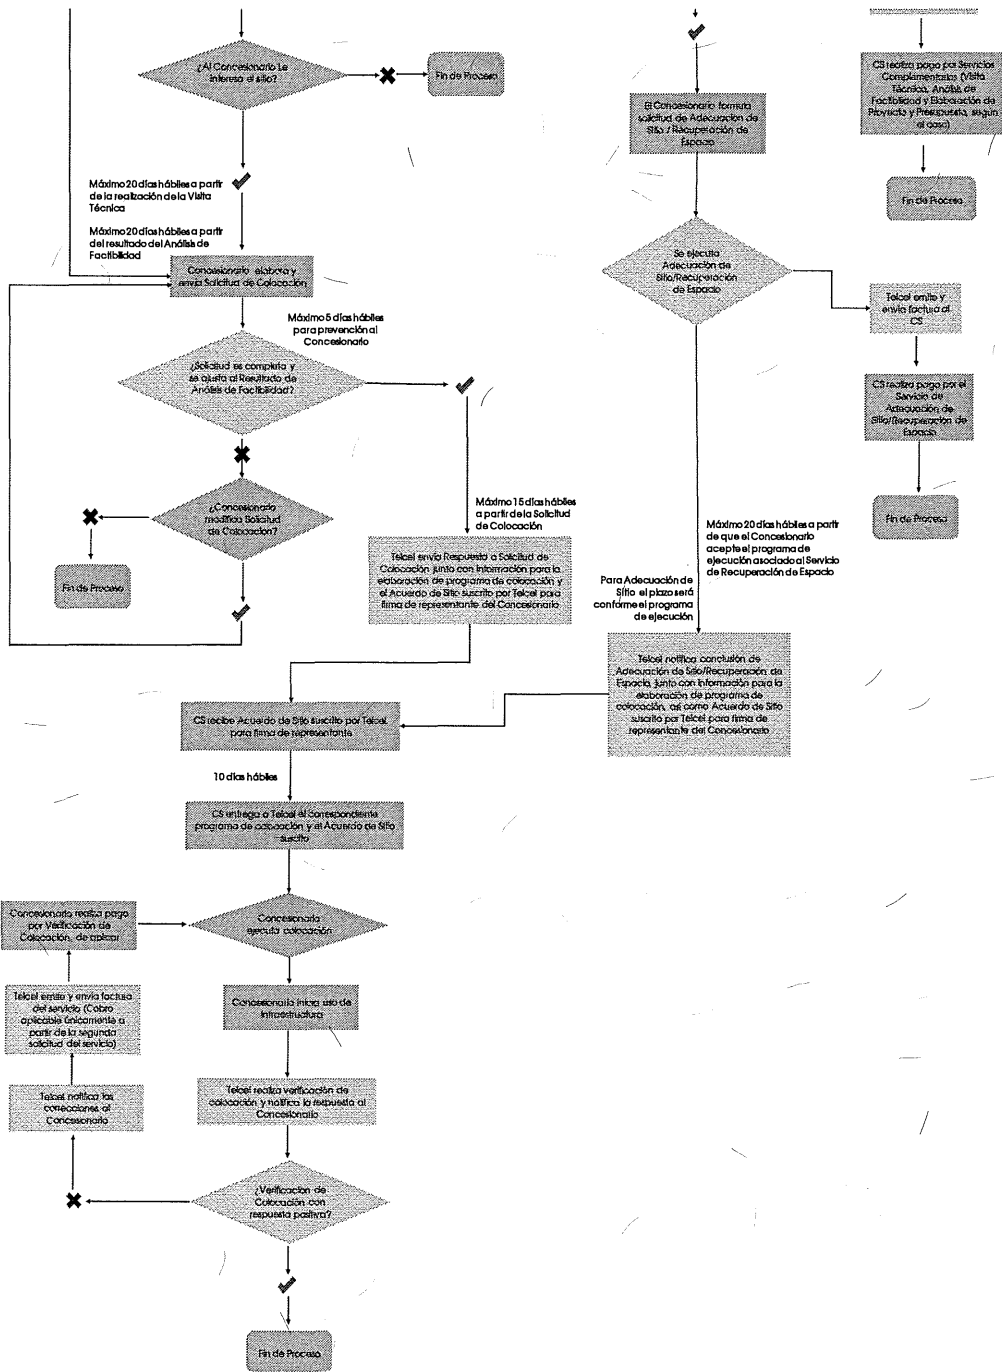 ¿Al Concesionario Le
interesa el sitio?
Fin de Proceso
Máximo 20 días hábiles a partir
de la realización de la Visita
Técnica
Máximo 20 días hábiles a partir
del resultado del Análisis de
Factibilidad
Concesionario elabora y
envía Solicitud de Colocación
Máximo 5 días hábiles
para prevención al
Concesionario
¿Solicitud es completa y
se ajusta al Resultado de
Análisis de Factibilidad?
¿Concesionario
modifica Solicitud
de Colocación?
Fin de Proceso
Máximo 15 días hábiles
a partir de la Solicitud
de Colocación
Telcel envía Respuesta a Solicitud de
Colocación junto con información para la
elaboración de programa de colocación y
el Acuerdo de Sitio suscrito por Telcel para
firma de representante del Concesionario
El Concesionario formula
solicitud de Adecuación de
Sitio / Recuperación de
Espacio
Se ejecuta
Adecuación de
Sitio/Recuperación
de Espacio
CS realiza pago por Servicios
Complementarios (Visita
Técnica, Análisis de
Factibilidad y Elaboración de
Proyecto y Presupuesto, según
el caso)
Fin de Proceso
Telcel emite y
envía factura al
CS
CS realiza pago por el
Servicio de
Adecuación de
Sitio/Recuperación de
Espacio
Fin de Proceso
Máximo 20 días hábiles a partir
de que el Concesionario
acepte el programa de
ejecución asociado al Servicio
de Recuperación de Espacio
Para Adecuación de
Sitio el plazo será
conforme el programa
de ejecución
Telcel notifica conclusión de
Adecuación de Sitio/Recuperación de
Espacio, junto con información para la
elaboración de programa de
colocación, así como Acuerdo de Sitio
suscrito por Telcel para firma de
representante del Concesionario
CS recibe Acuerdo de Sitio suscrito por Telcel
para firma de representante
10 días hábiles
CS entrega a Telcel el correspondiente
programa de colocación y el Acuerdo de Sitio
suscrito
Concesionario
ejecuta colocación
Concesionario realiza pago
por Verificación de
Colocación, de aplicar
Telcel emite y envía factura
del servicio (Cobro
aplicable únicamente a
partir de la segunda
solicitud del servicio)
Telcel notifica las
correcciones al
Concesionario
Concesionario inicia uso de
Infraestructura
Telcel realiza verificación de
colocación y notifica la respuesta al
Concesionario
¿Verificación de
Colocación con
respuesta positiva?
Fin de Proceso